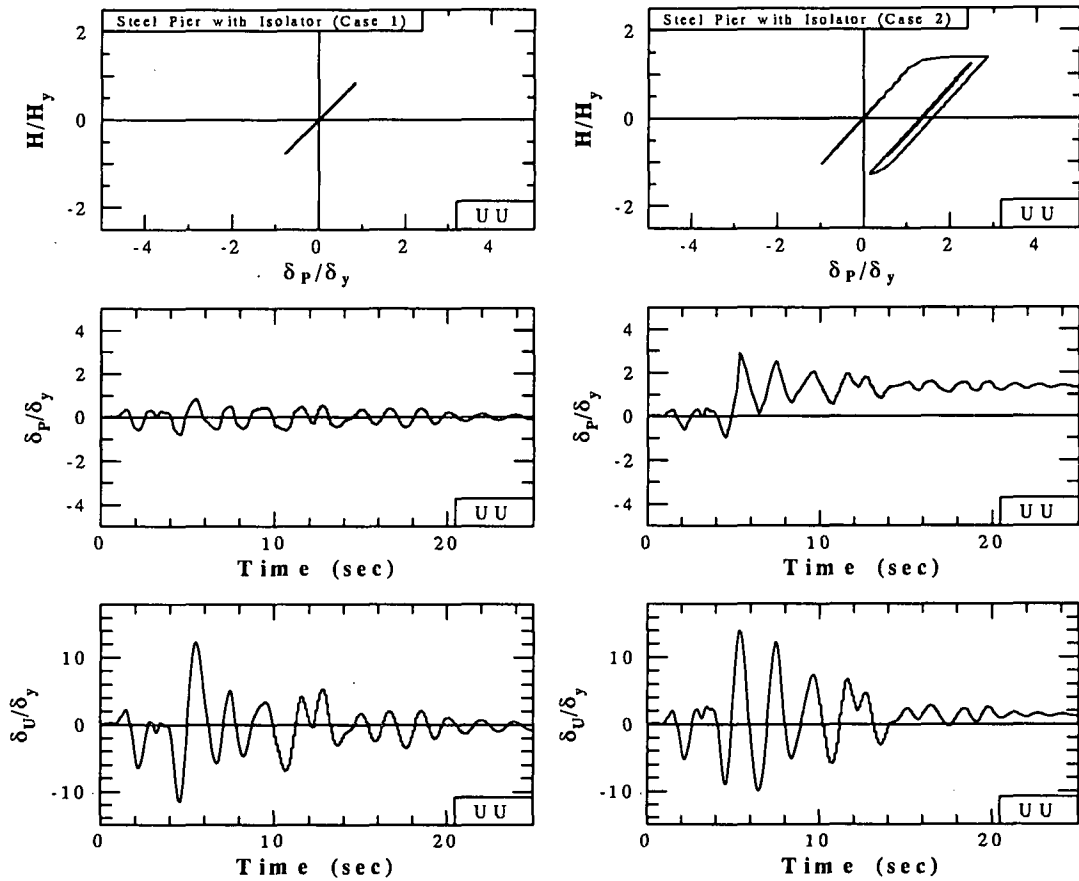 Steel Pier with Isolator (Case 1)
2
0
-2
H/Hy
UU
-4 -2 0 2 4
δP/δy
Steel Pier with Isolator (Case 2)
2
0
-2
H/Hy
UU
-4 -2 0 2 4
δP/δy
4
2
0
-2
-4
δP/δy
UU
0 10 20
Time (sec)
4
2
0
-2
-4
δP/δy
UU
0 10 20
Time (sec)
10
0
-10
δU/δy
UU
0 10 20
Time (sec)
10
0
-10
δU/δy
UU
0 10 20
Time (sec)